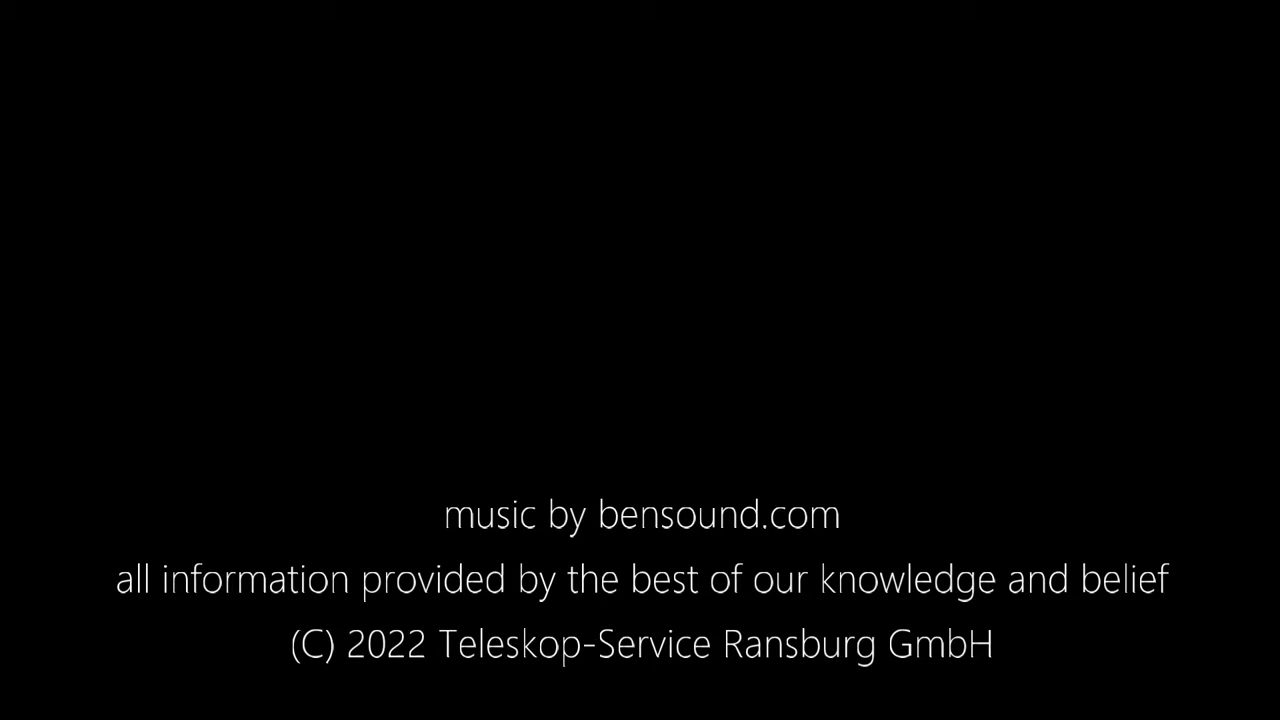 music by bensound.com
all information provided by the best of our knowledge and belief
(C) 2022 Teleskop-Service Ransburg GmbH